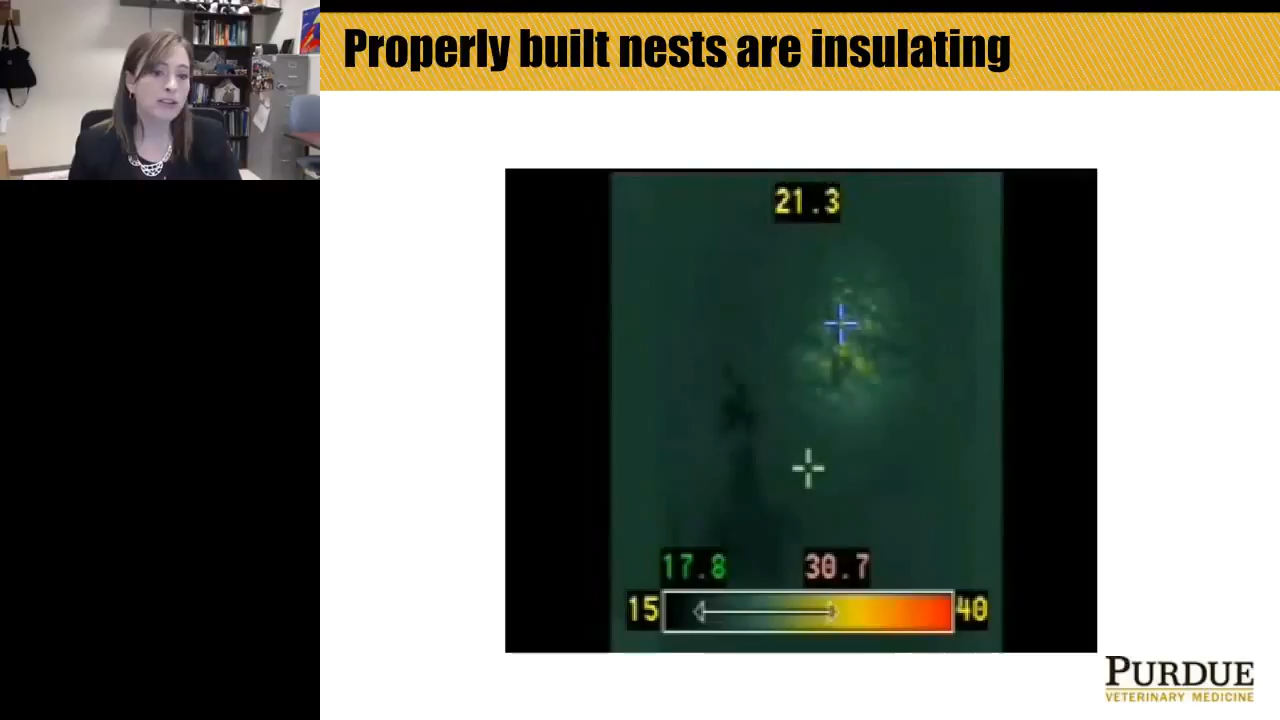 Properly built nests are insulating
21.3
17.8 30.7
15 40
PURDUE
VETERINARY MEDICINE